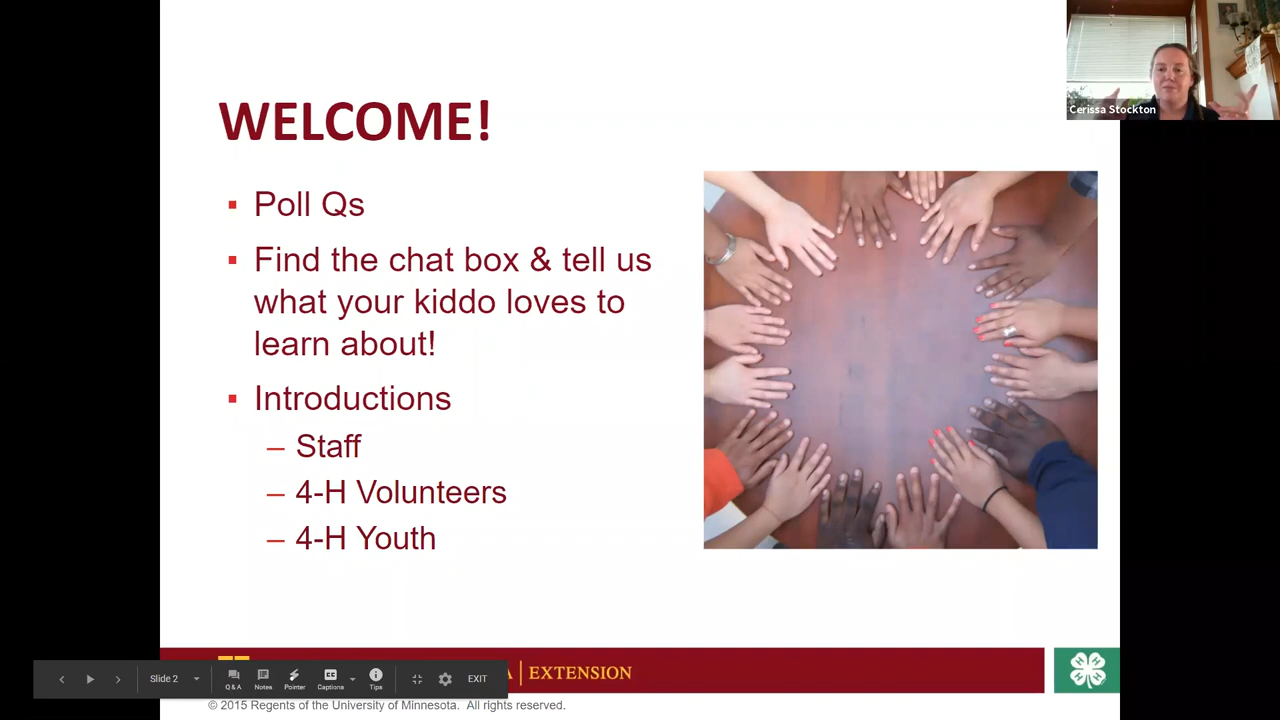 Cerissa Stockton
WELCOME!
▪ Poll Qs
▪ Find the chat box & tell us
what your kiddo loves to
learn about!
▪ Introductions
– Staff
– 4-H Volunteers
– 4-H Youth
EXTENSION
H H H H
Slide 2
Q & A
Notes
Pointer
CC
Captions
Tips
EXIT
© 2015 Regents of the University of Minnesota. All rights reserved.